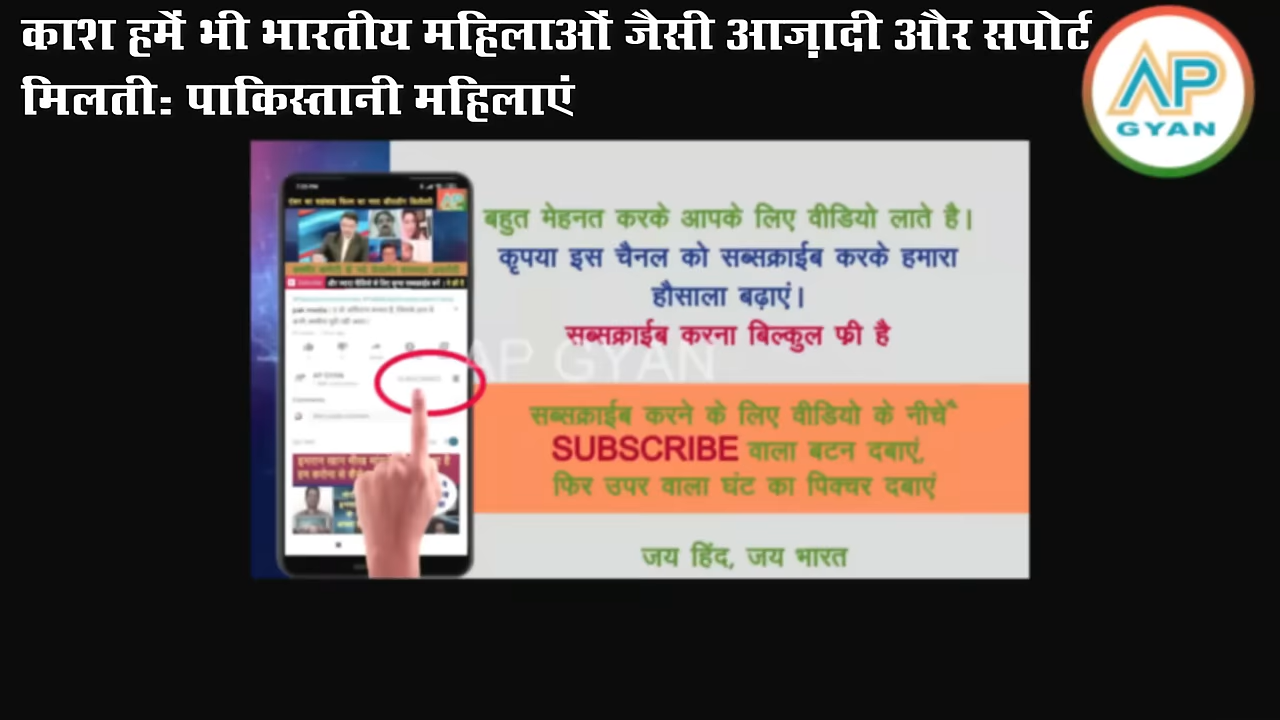 काश हमें भी भारतीय महिलाओं जैसी आज़ादी और सपोर्ट
मिलती: पाकिस्तानी महिलाएं
AP
GYAN
बहुत मेहनत करके आपके लिए वीडियो लाते है।
कृपया इस चैनल को सब्सक्राईब करके हमारा
हौसाला बढ़ाएं।
सब्सक्राईब करना बिल्कुल फ्री है
AP GYAN
सब्सक्राईब करने के लिए वीडियो के नीचे
SUBSCRIBE वाला बटन दबाएं,
फिर उपर वाला घंट का पिक्चर दबाएं
जय हिंद, जय भारत